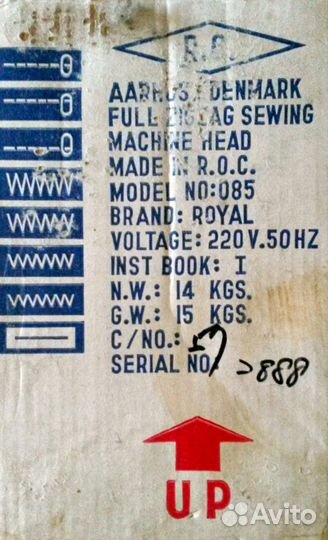 AARHUS / DENMARK
FULL ZIGZAG SEWING
MACHINE HEAD
MADE IN R.O.C.
MODEL NO: 085
BRAND: ROYAL
VOLTAGE: 220V.50HZ
INST BOOK: I
N.W.: 14 KGS.
G.W.: 15 KGS.
C/NO.:
SERIAL NO
888
UP
Avito